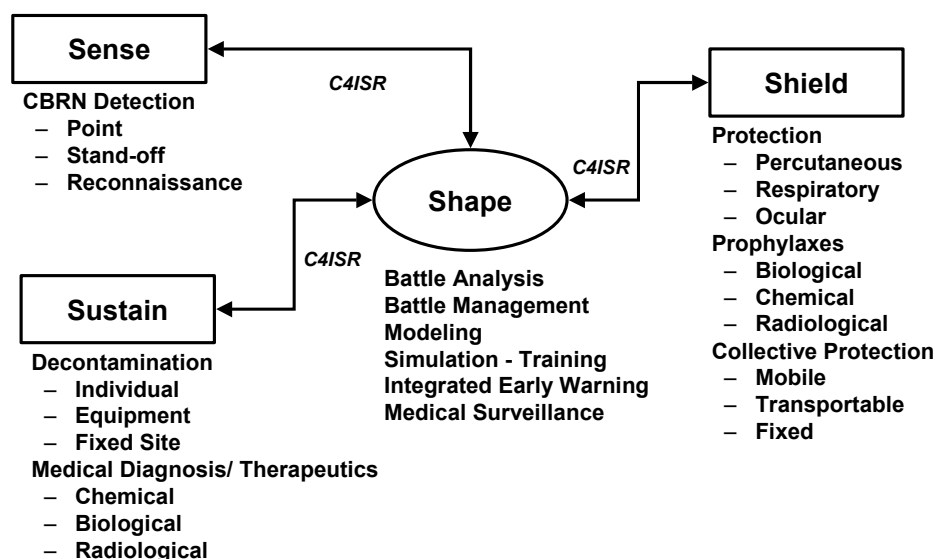 Sense
C4ISR
CBRN Detection
– Point
– Stand-off
– Reconnaissance
Shield
C4ISR
Protection
– Percutaneous
– Respiratory
– Ocular
Prophylaxes
– Biological
– Chemical
– Radiological
Collective Protection
– Mobile
– Transportable
– Fixed
Shape
Battle Analysis
Battle Management
Modeling
Simulation - Training
Integrated Early Warning
Medical Surveillance
C4ISR
Sustain
Decontamination
– Individual
– Equipment
– Fixed Site
Medical Diagnosis/ Therapeutics
– Chemical
– Biological
– Radiological